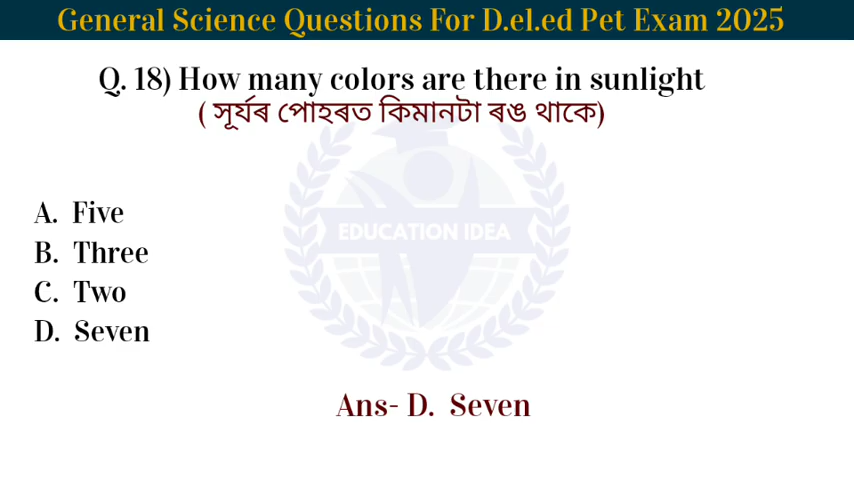 General Science Questions For D.el.ed Pet Exam 2025
Q. 18) How many colors are there in sunlight
( সূৰ্যৰ পোহৰত কিমানটা ৰঙ থাকে)
EDUCATION IDEA
A. Five
B. Three
C. Two
D. Seven
Ans- D. Seven